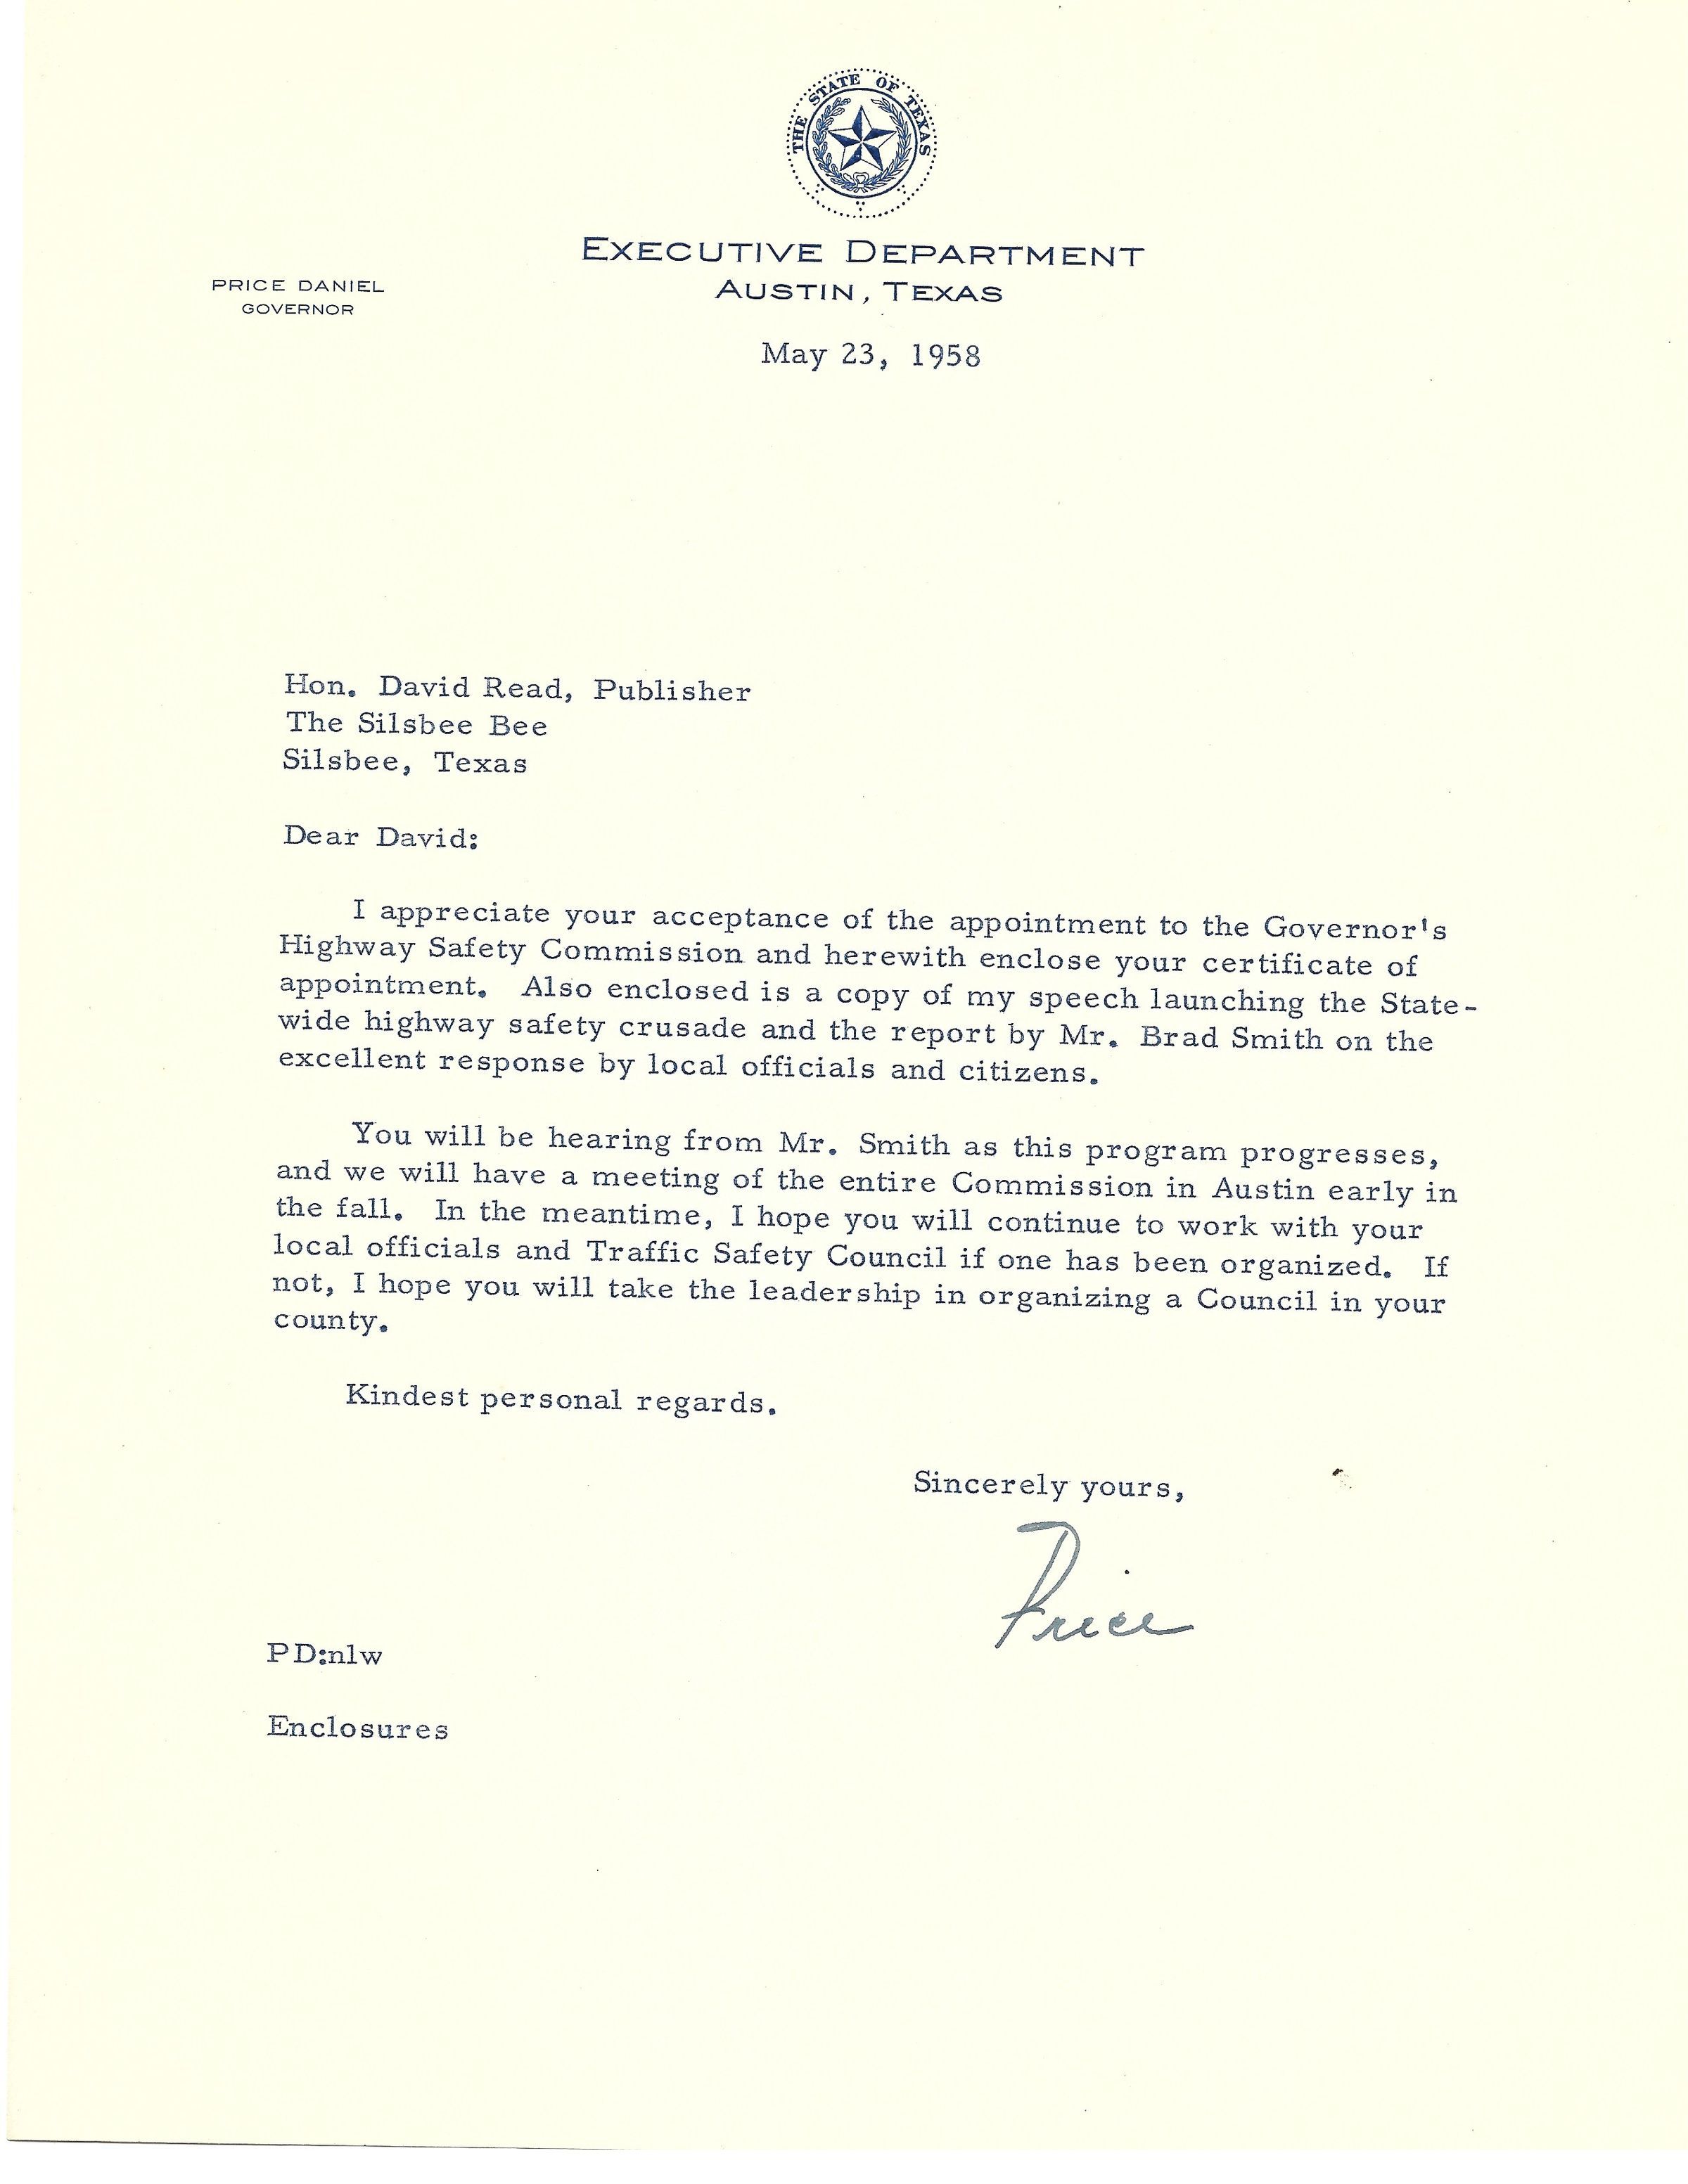 THE STATE OF TEXAS
EXECUTIVE DEPARTMENT
AUSTIN, TEXAS
PRICE DANIEL
GOVERNOR
May 23, 1958
Hon. David Read, Publisher
The Silsbee Bee
Silsbee, Texas
Dear David:
I appreciate your acceptance of the appointment to the Governor's
Highway Safety Commission and herewith enclose your certificate of
appointment. Also enclosed is a copy of my speech launching the State-
wide highway safety crusade and the report by Mr. Brad Smith on the
excellent response by local officials and citizens.
You will be hearing from Mr. Smith as this program progresses,
and we will have a meeting of the entire Commission in Austin early in
the fall. In the meantime, I hope you will continue to work with your
local officials and Traffic Safety Council if one has been organized. If
not, I hope you will take the leadership in organizing a Council in your
county.
Kindest personal regards.
Sincerely yours,
Price
PD:nlw
Enclosures